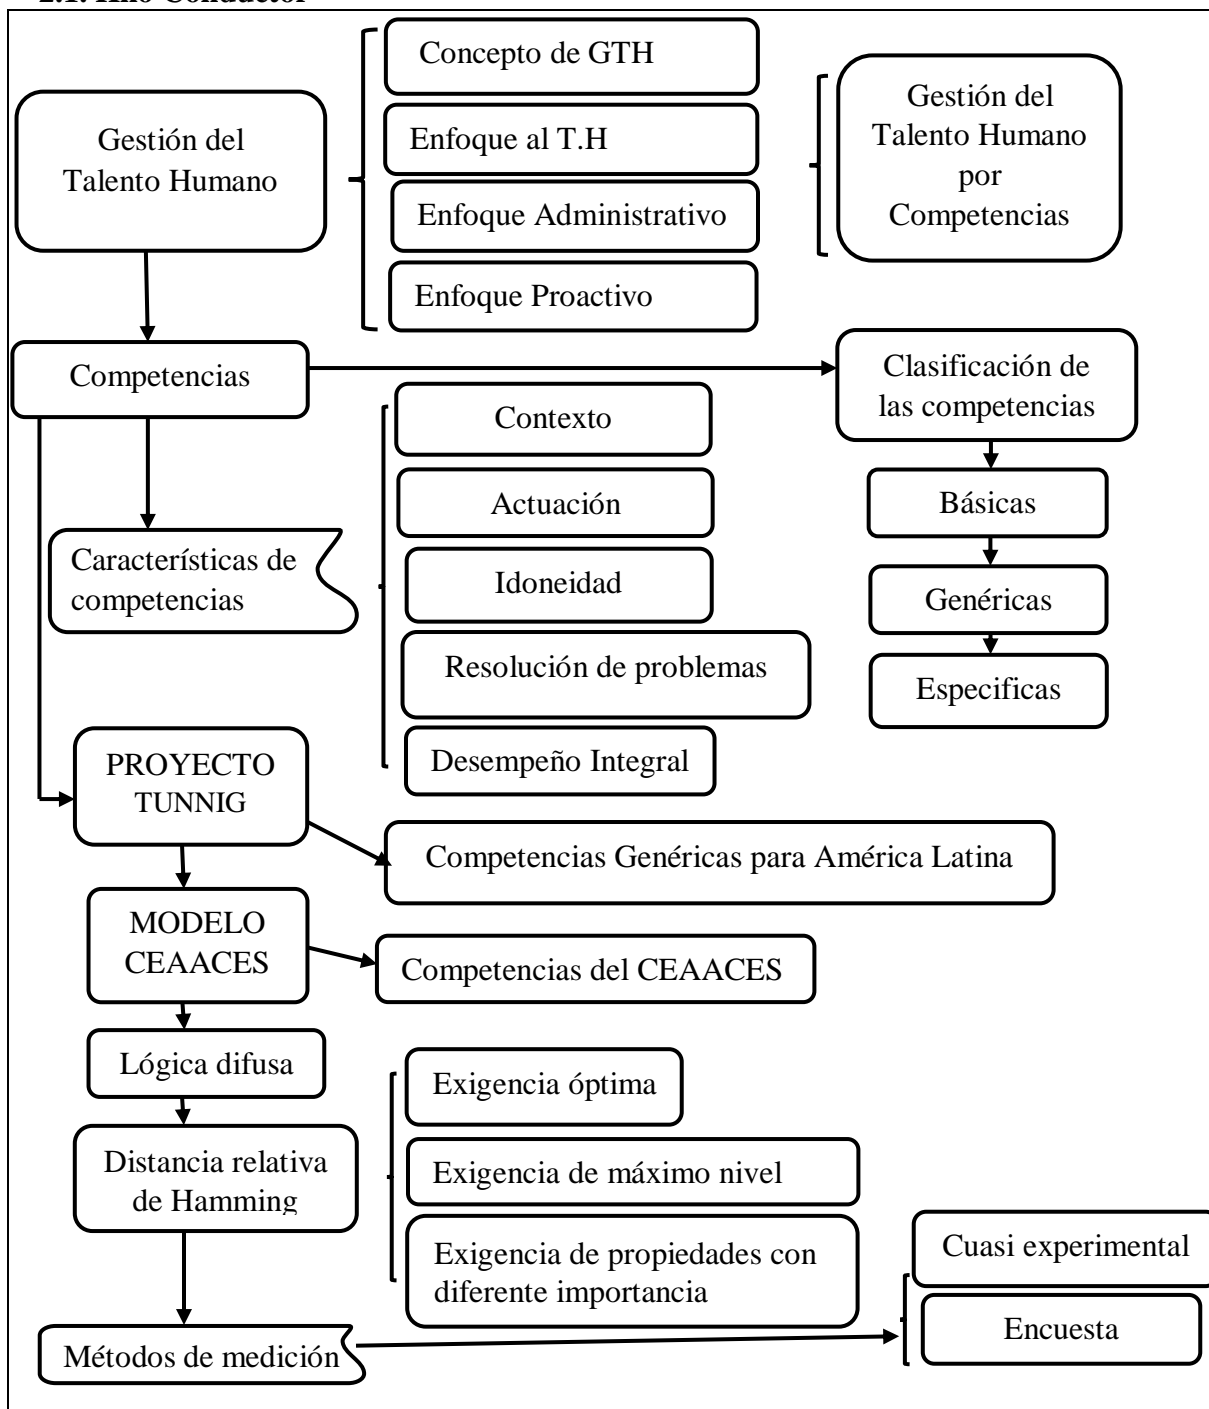 Concepto de GTH
Gestión del
Talento Humano
por
Competencias
Gestión del
Talento Humano
Enfoque al T.H
Enfoque Administrativo
Enfoque Proactivo
Competencias
Clasificación de
las competencias
Contexto
Básicas
Actuación
Características de
competencias
Idoneidad
Genéricas
Resolución de problemas
Especificas
PROYECTO
TUNNIG
Desempeño Integral
Competencias Genéricas para América Latina
MODELO
CEAACES
Competencias del CEAACES
Lógica difusa
Exigencia óptima
Distancia relativa
de Hamming
Exigencia de máximo nivel
Exigencia de propiedades con
diferente importancia
Cuasi experimental
Encuesta
Métodos de medición